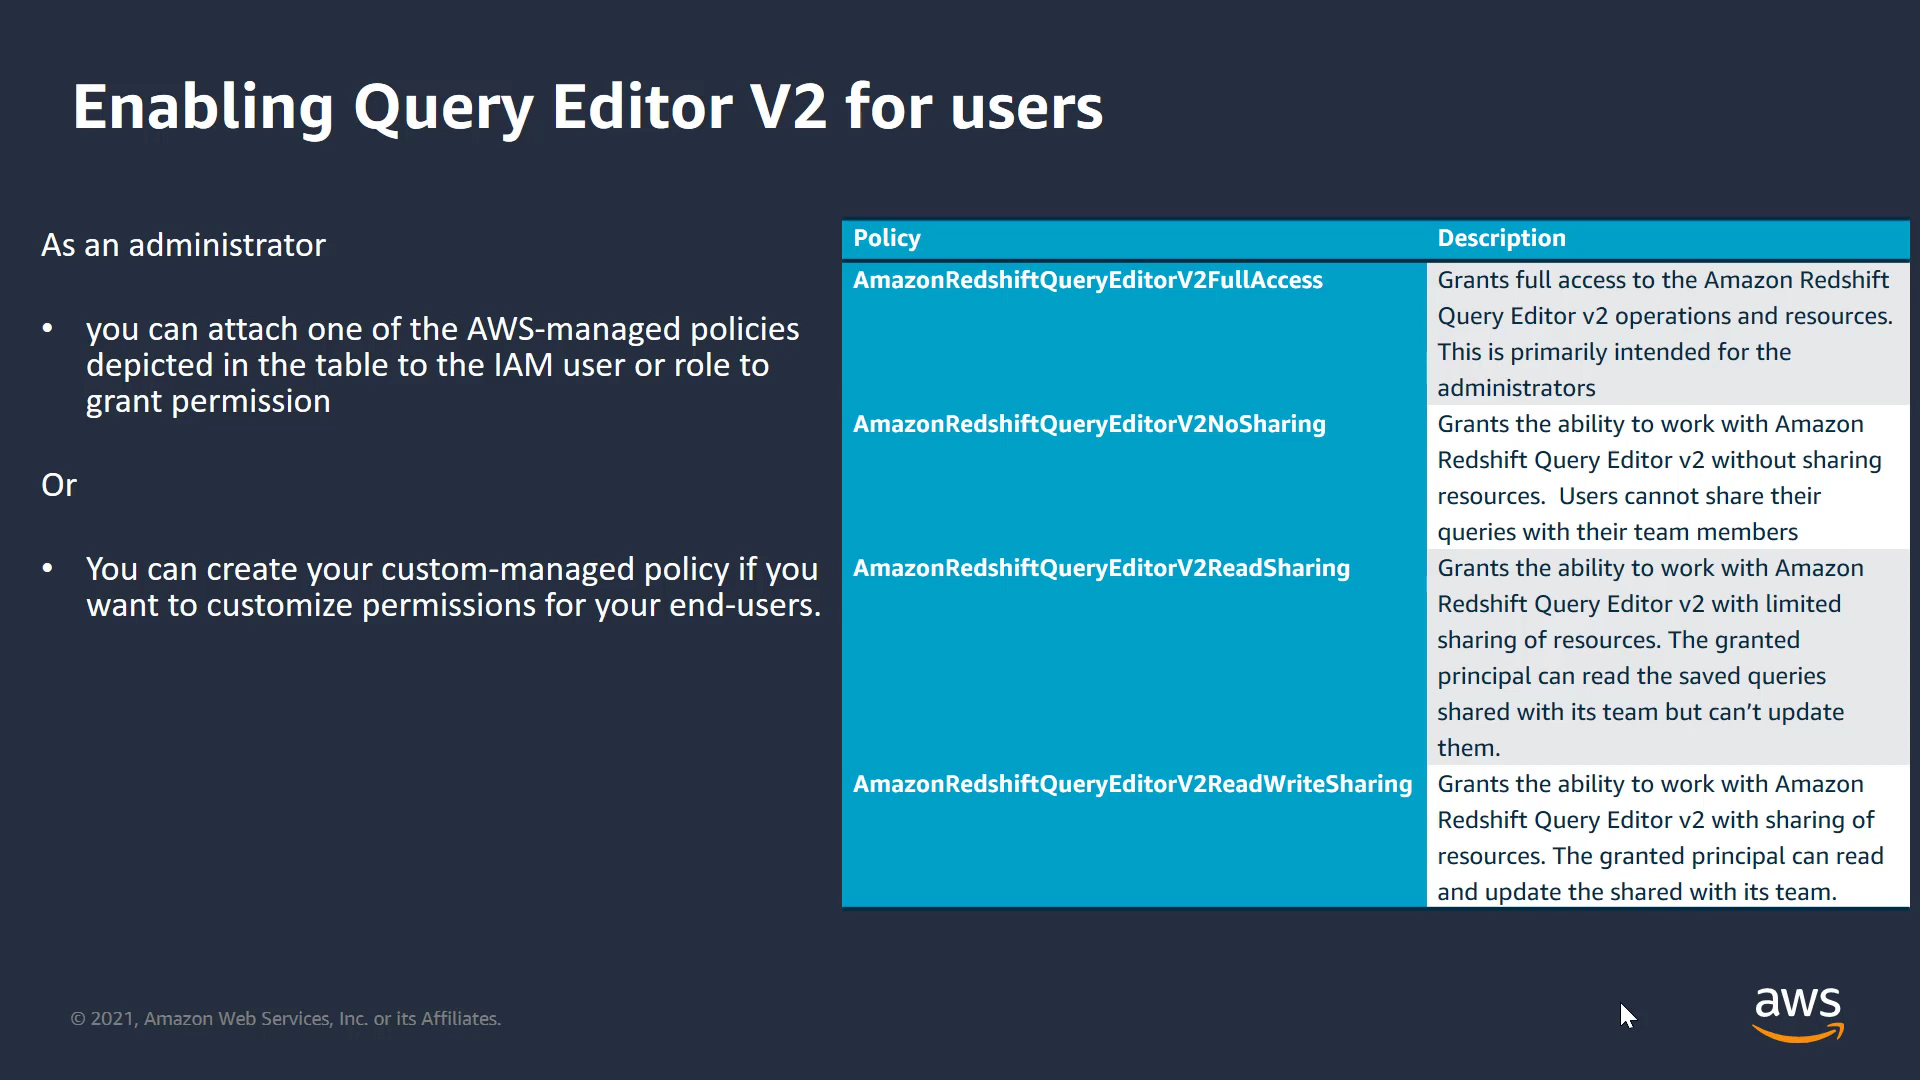 Enabling Query Editor V2 for users
As an administrator
• you can attach one of the AWS-managed policies
depicted in the table to the IAM user or role to
grant permission
Or
• You can create your custom-managed policy if you
want to customize permissions for your end-users.
Policy Description
AmazonRedshiftQueryEditorV2FullAccess Grants full access to the Amazon Redshift
Query Editor v2 operations and resources.
This is primarily intended for the
administrators
AmazonRedshiftQueryEditorV2NoSharing Grants the ability to work with Amazon
Redshift Query Editor v2 without sharing
resources.  Users cannot share their
queries with their team members
AmazonRedshiftQueryEditorV2ReadSharing Grants the ability to work with Amazon
Redshift Query Editor v2 with limited
sharing of resources. The granted
principal can read the saved queries
shared with its team but can’t update
them.
AmazonRedshiftQueryEditorV2ReadWriteSharing Grants the ability to work with Amazon
Redshift Query Editor v2 with sharing of
resources. The granted principal can read
and update the shared with its team.
© 2021, Amazon Web Services, Inc. or its Affiliates.
aws